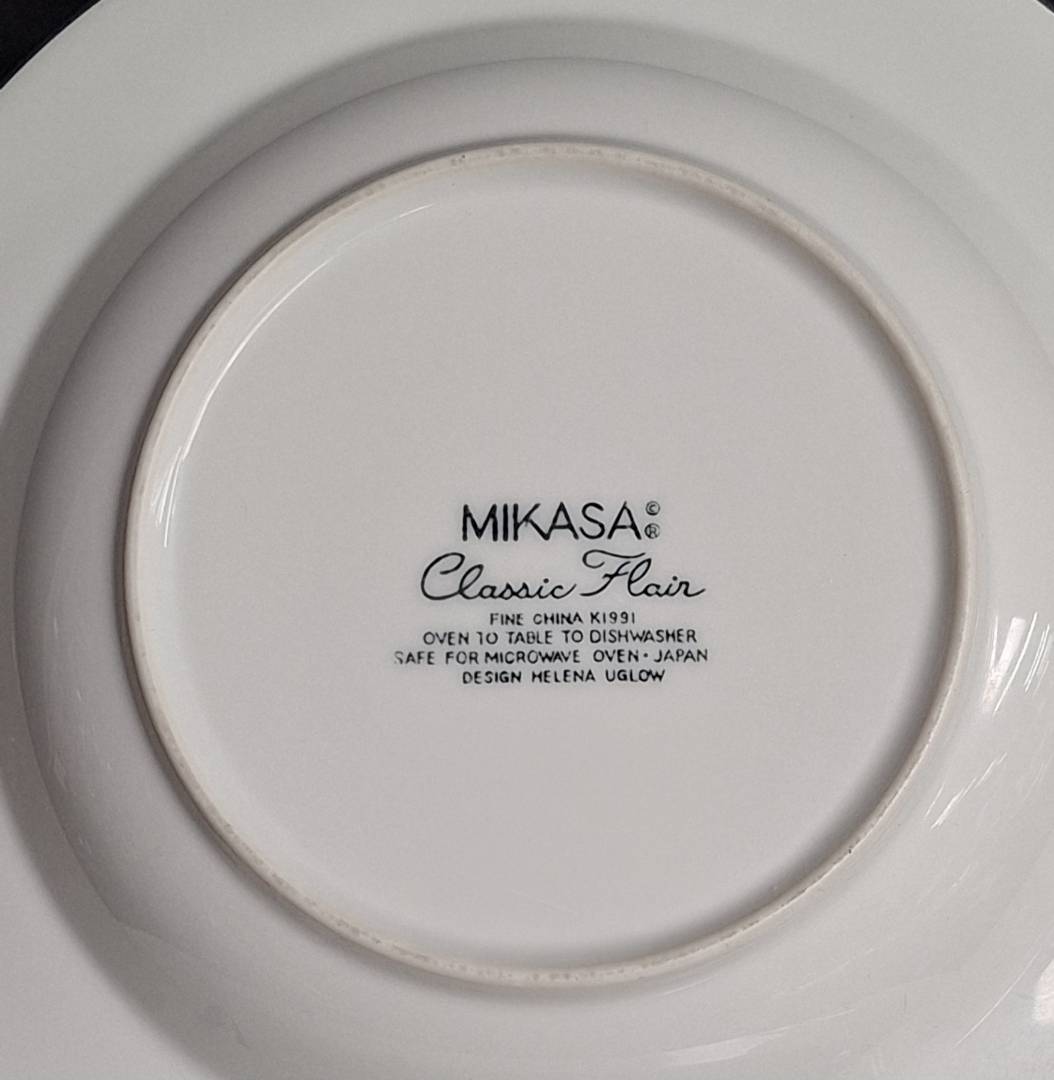 MIKASA©®
Classic Flair
FINE CHINA K1991
OVEN TO TABLE TO DISHWASHER
SAFE FOR MICROWAVE OVEN • JAPAN
DESIGN HELENA UGLOW